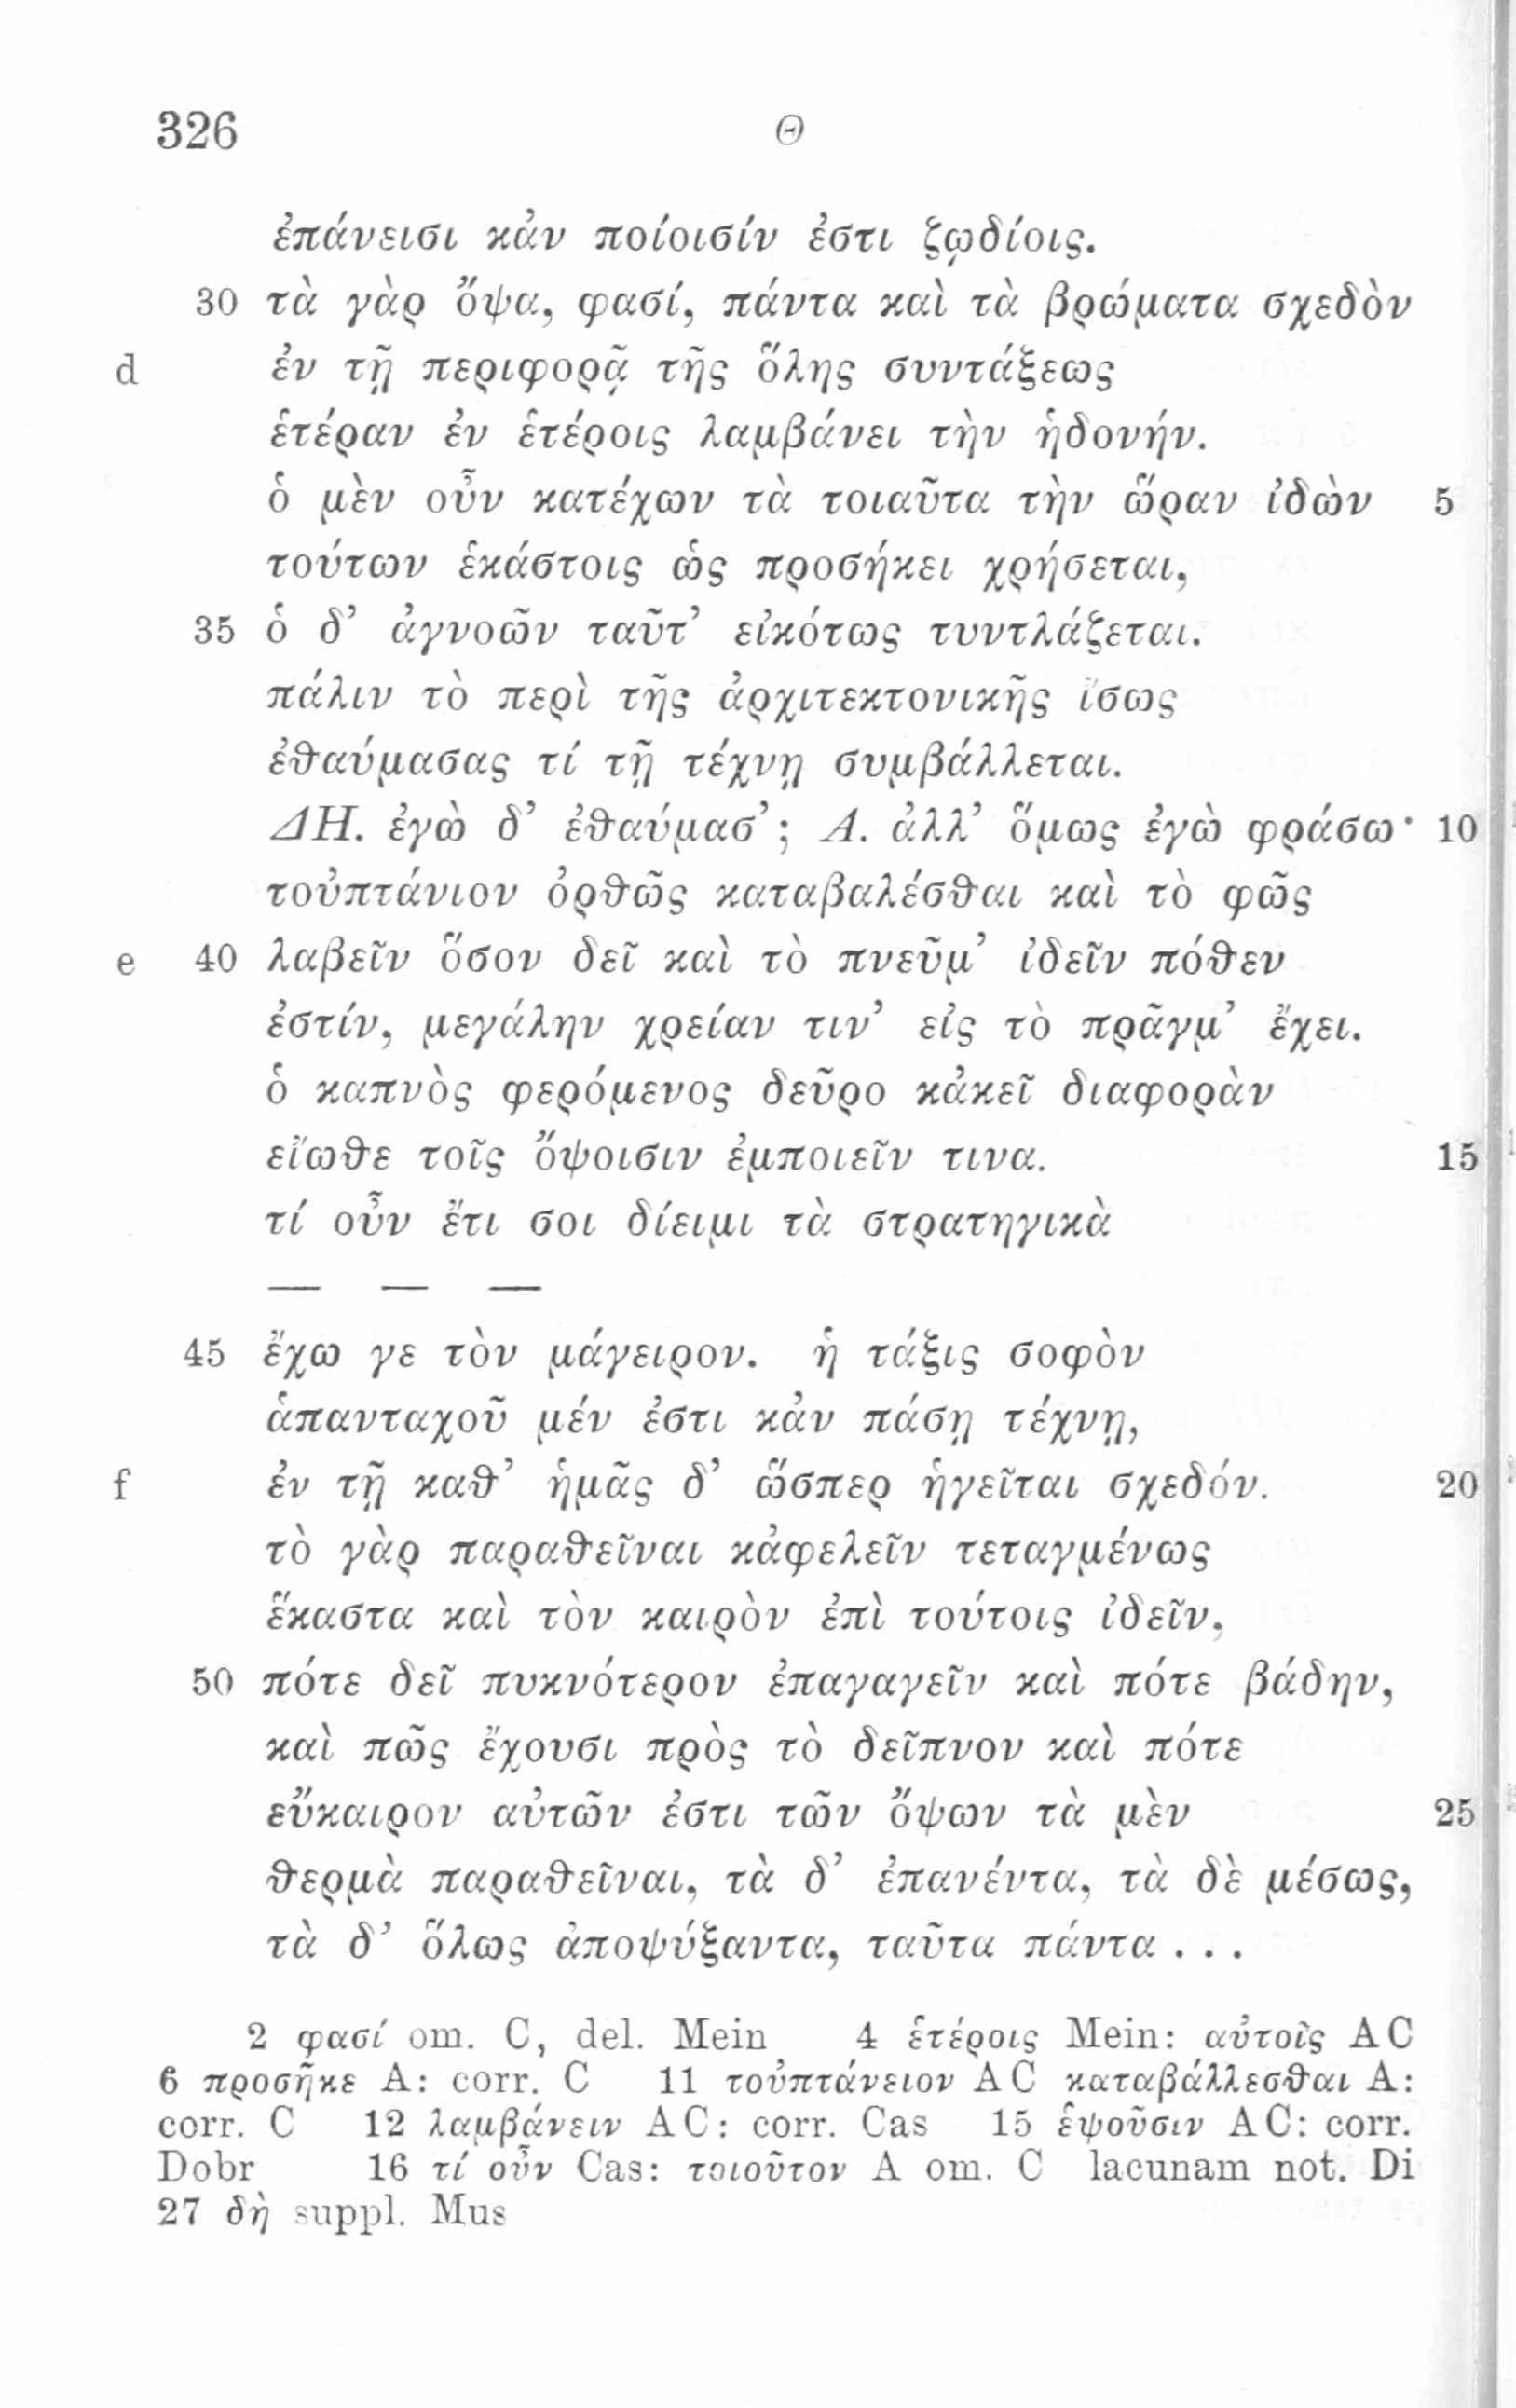 326 Θ
ἐπάνεισι κἀν ποίοισίν ἐστι ζῳδίοις.
30 τὰ γὰρ ὄψα, φασί, πάντα καὶ τὰ βρώματα σχεδὸν
d ἐν τῇ περιφορᾷ τῆς ὅλης συντάξεως
ἑτέραν ἐν ἑτέροις λαμβάνει τὴν ἡδονήν.
ὁ μὲν οὖν κατέχων τὰ τοιαῦτα τὴν ὥραν ἰδὼν 5
τούτων ἑκάστοις ὡς προσήκει χρήσεται,
35 ὁ δ’ ἀγνοῶν ταῦτ’ εἰκότως τυντλάζεται.
πάλιν τὸ περὶ τῆς ἀρχιτεκτονικῆς ἴσως
ἐθαύμασας τί τῇ τέχνῃ συμβάλλεται.
ΔΗ. ἐγὼ δ’ ἐθαύμασ’; Α. ἀλλ’ ὅμως ἐγὼ φράσω· 10
τοὐπτάνιον ὀρθῶς καταβαλέσθαι καὶ τὸ φῶς
e 40 λαβεῖν ὅσον δεῖ καὶ τὸ πνεῦμ’ ἰδεῖν πόθεν
ἐστίν, μεγάλην χρείαν τιν’ εἰς τὸ πρᾶγμ’ ἔχει.
ὁ καπνὸς φερόμενος δεῦρο κἀκεῖ διαφορὰν
εἴωθε τοῖς ὄψοισιν ἐμποιεῖν τινα. 15
τί οὖν ἔτι σοι δίειμι τὰ στρατηγικὰ
— — —
45 ἔχω γε τὸν μάγειρον. ἡ τάξις σοφὸν
ἁπανταχοῦ μέν ἐστι κἀν πάσῃ τέχνῃ,
f ἐν τῇ καθ’ ἡμᾶς δ’ ὥσπερ ἡγεῖται σχεδόν. 20
τὸ γὰρ παραθεῖναι κἀφελεῖν τεταγμένως
ἕκαστα καὶ τὸν καιρὸν ἐπὶ τούτοις ἰδεῖν,
50 πότε δεῖ πυκνότερον ἐπαγαγεῖν καὶ πότε βάδην,
καὶ πῶς ἔχουσι πρὸς τὸ δεῖπνον καὶ πότε
εὔκαιρον αὐτῶν ἐστι τῶν ὄψων τὰ μὲν 25
θερμὰ παραθεῖναι, τὰ δ’ ἐπανέντα, τὰ δὲ μέσως,
τὰ δ’ ὅλως ἀποψύξαντα, ταῦτα πάντα . . .
2 φασί om. C, del. Mein 4 ἑτέροις Mein: αὐτοῖς AC
6 προσῆκε A: corr. C 11 τοὐπτάνειον AC καταβάλλεσθαι A:
corr. C 12 λαμβάνειν AC: corr. Cas 15 ἑψοῦσιν AC: corr.
Dobr 16 τί οὖν Cas: τοιοῦτον A om. C lacunam not. Di
27 δὴ suppl. Mus